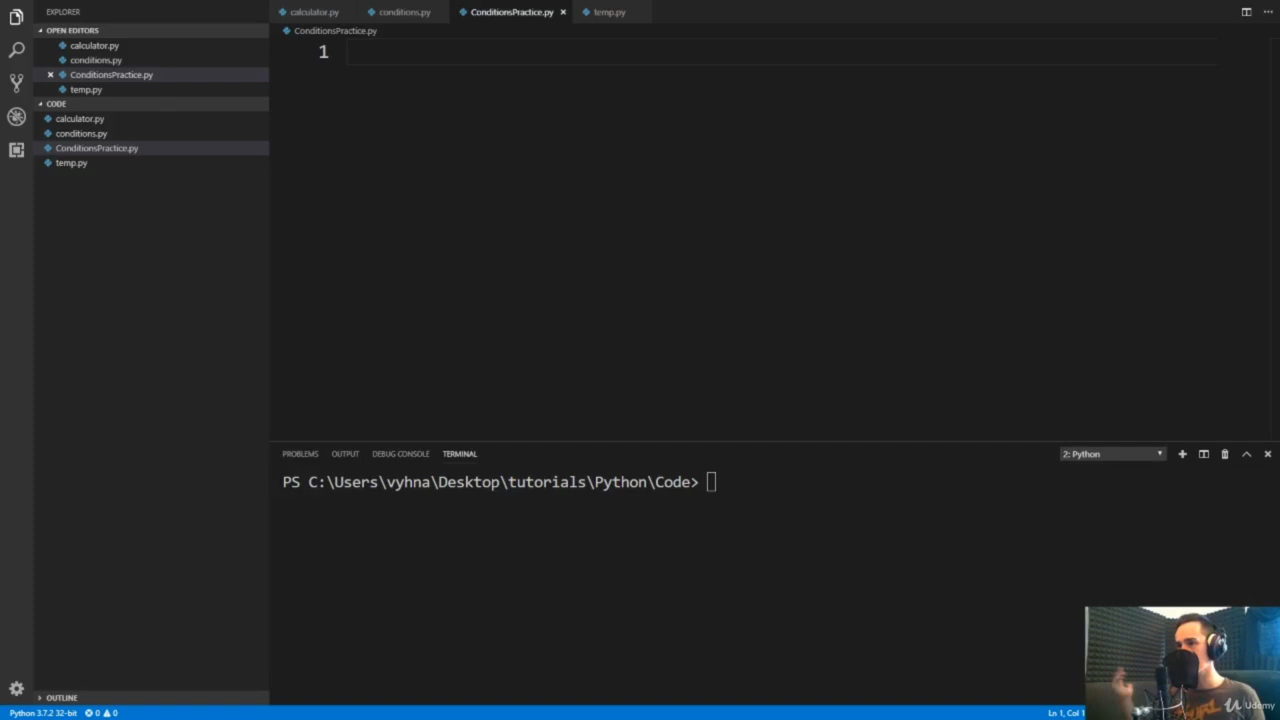 EXPLORER
OPEN EDITORS
calculator.py
conditions.py
ConditionsPractice.py
temp.py
CODE
calculator.py
conditions.py
ConditionsPractice.py
temp.py
OUTLINE
calculator.py conditions.py ConditionsPractice.py temp.py
ConditionsPractice.py
1
PROBLEMS OUTPUT DEBUG CONSOLE TERMINAL 2: Python
PS C:\Users\vyhna\Desktop\tutorials\Python\Code>
Python 3.7.2 32-bit 0 0 Ln 1, Col 1
Udemy